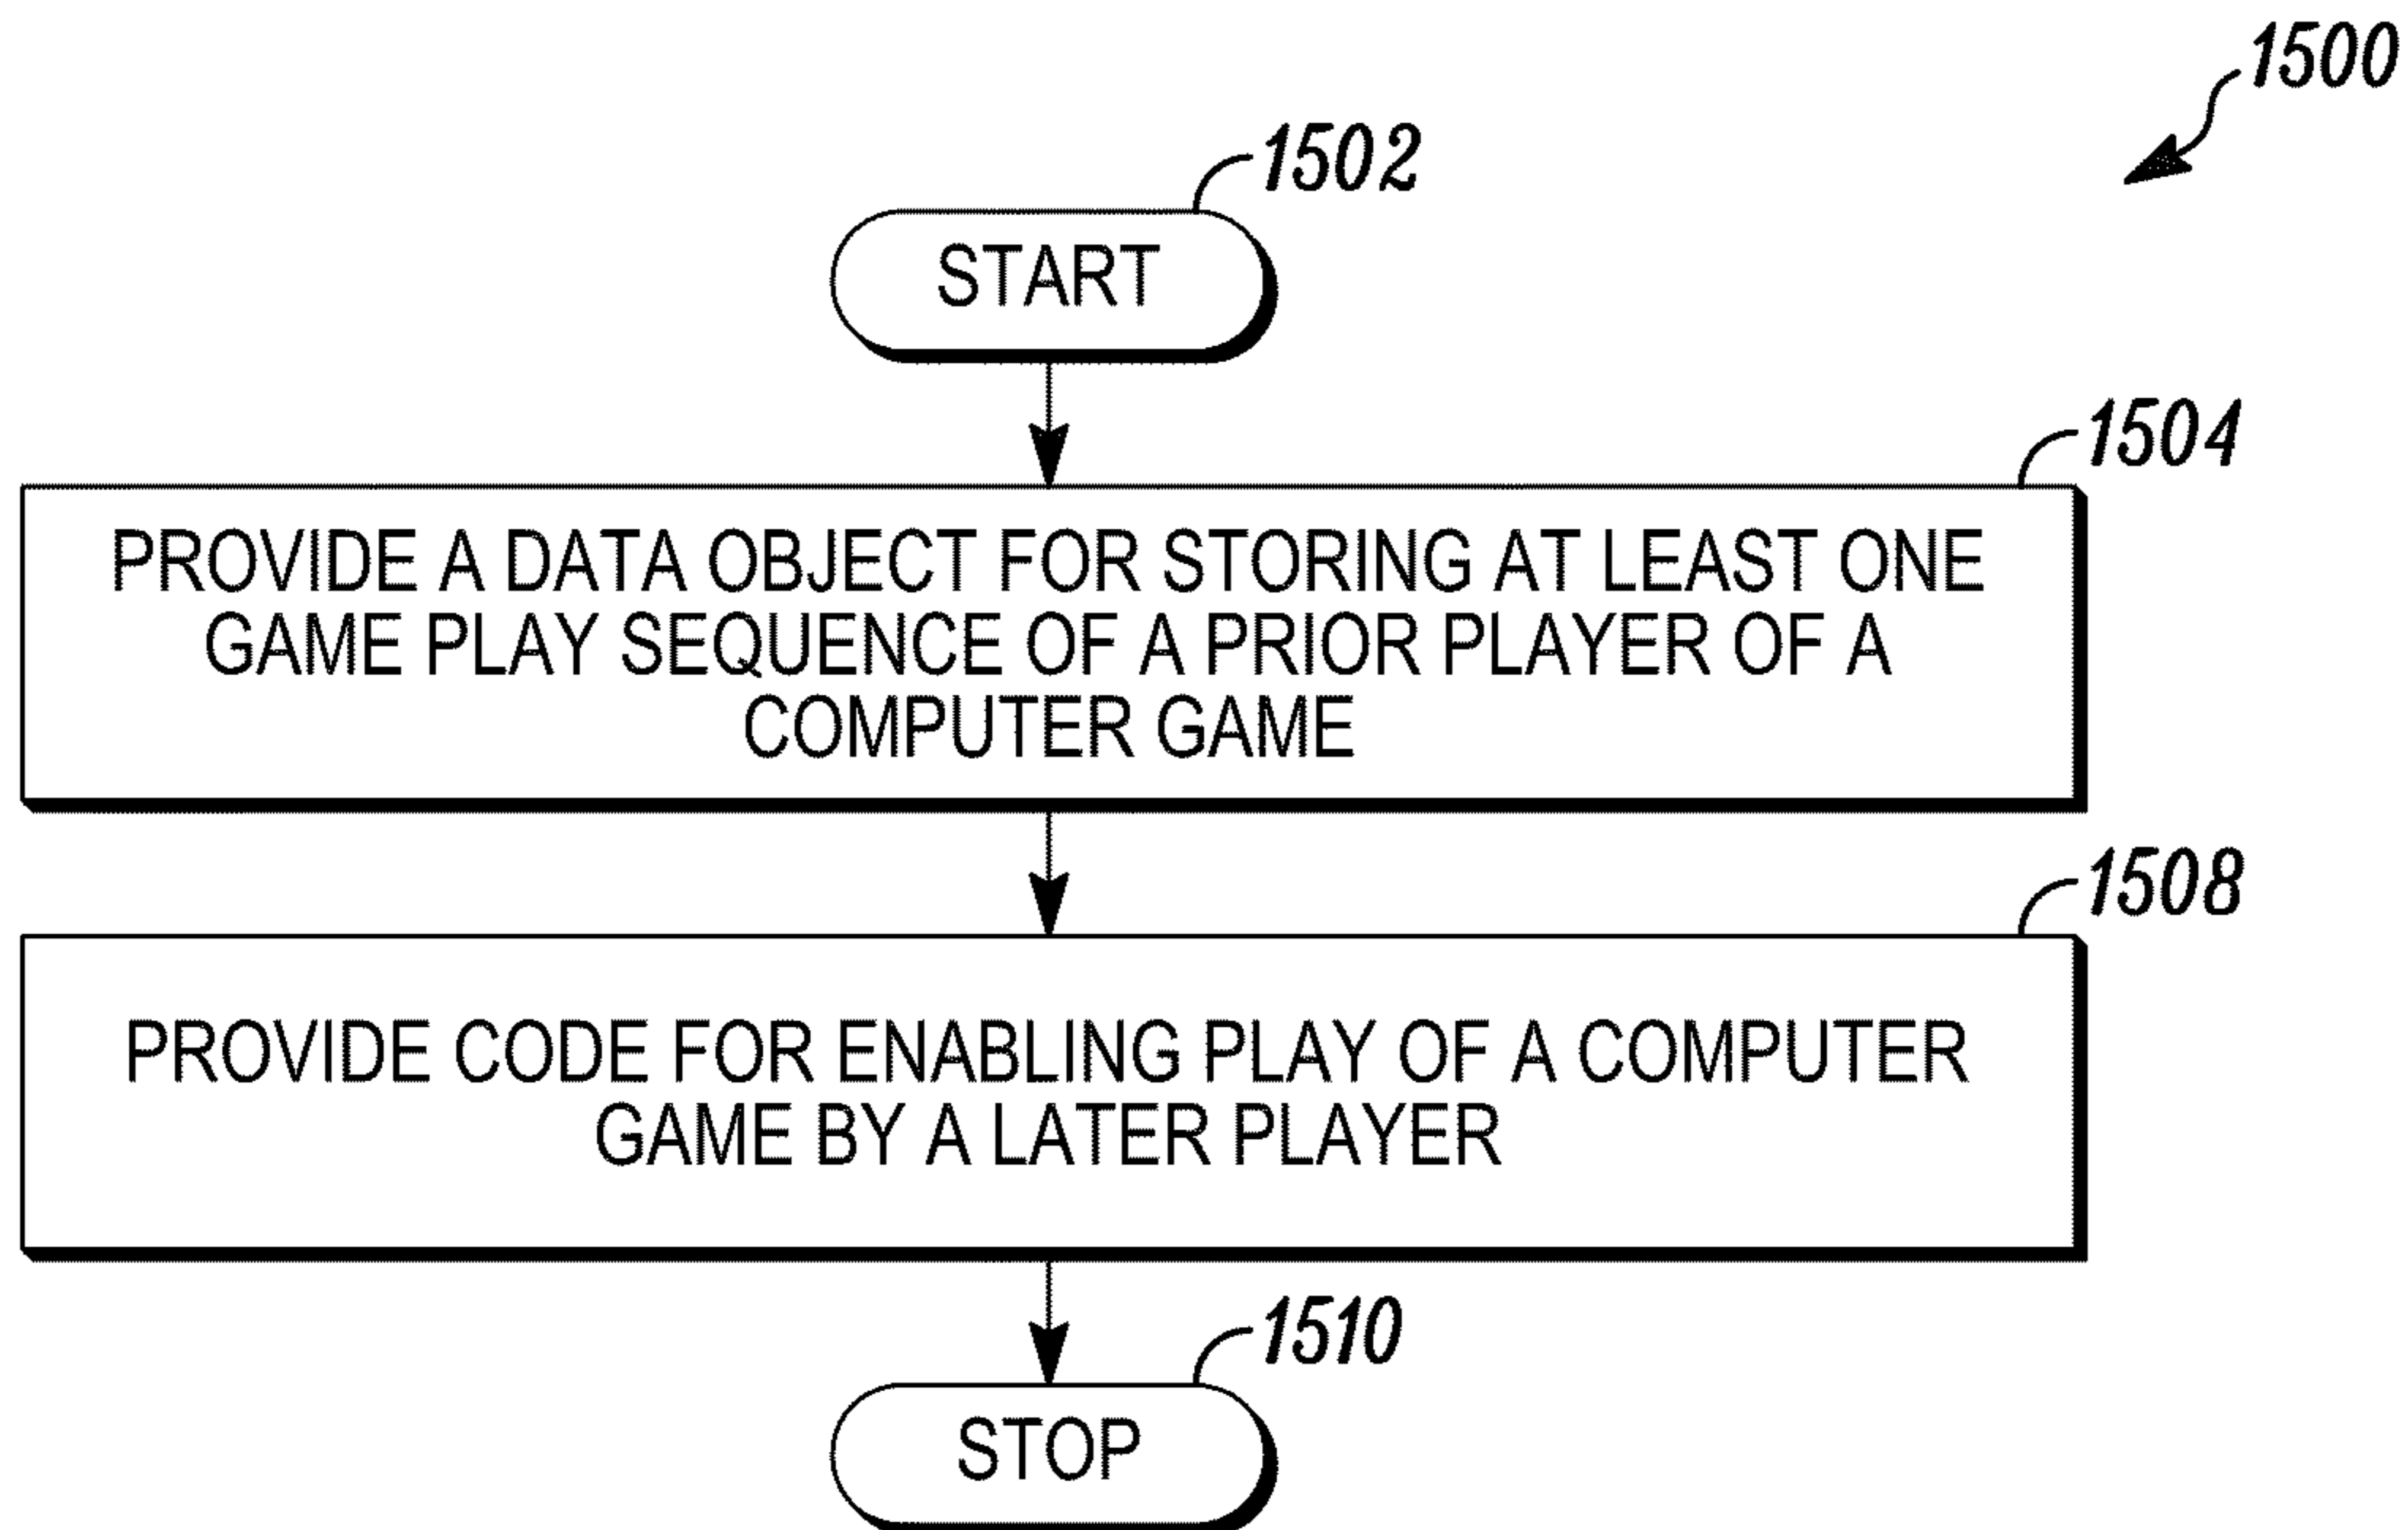 1500
1502
START
1504
PROVIDE A DATA OBJECT FOR STORING AT LEAST ONE
GAME PLAY SEQUENCE OF A PRIOR PLAYER OF A
COMPUTER GAME
1508
PROVIDE CODE FOR ENABLING PLAY OF A COMPUTER
GAME BY A LATER PLAYER
1510
STOP